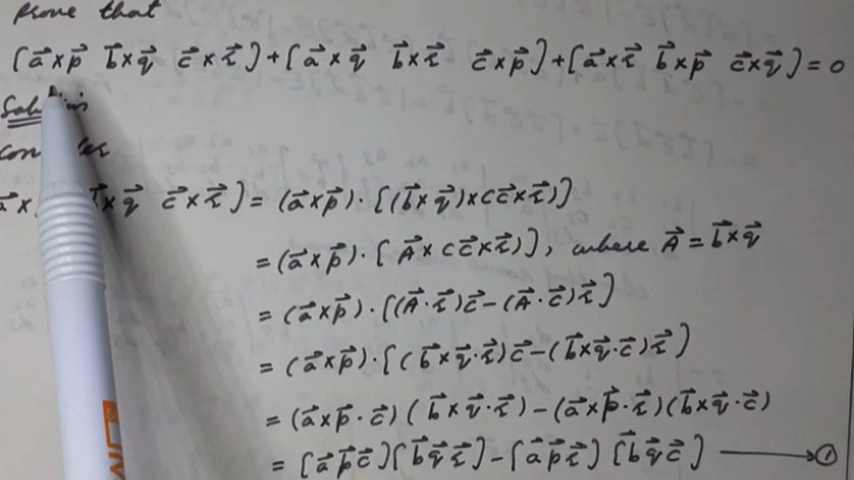 Prove that
[a⃗×p⃗ b⃗×q⃗ c⃗×r⃗]+[a⃗×q⃗ b⃗×r⃗ c⃗×p⃗]+[a⃗×r⃗ b⃗×p⃗ c⃗×q⃗]=0
b⃗×q⃗ c⃗×r⃗] = (a⃗×p⃗)·[(b⃗×q⃗)×(c⃗×r⃗)]
= (a⃗×p⃗)·[A⃗×(c⃗×r⃗)], where A⃗ = b⃗×q⃗
= (a⃗×p⃗)·[(A⃗·r⃗)c⃗-(A⃗·c⃗)r⃗]
= (a⃗×p⃗)·[(b⃗×q⃗·r⃗)c⃗-(b⃗×q⃗·c⃗)r⃗]
= (a⃗×p⃗·c⃗)(b⃗×q⃗·r⃗)-(a⃗×p⃗·r⃗)(b⃗×q⃗·c⃗)
= [a⃗p⃗c⃗][b⃗q⃗r⃗]-[a⃗p⃗r⃗][b⃗q⃗c⃗] ⟶ ①